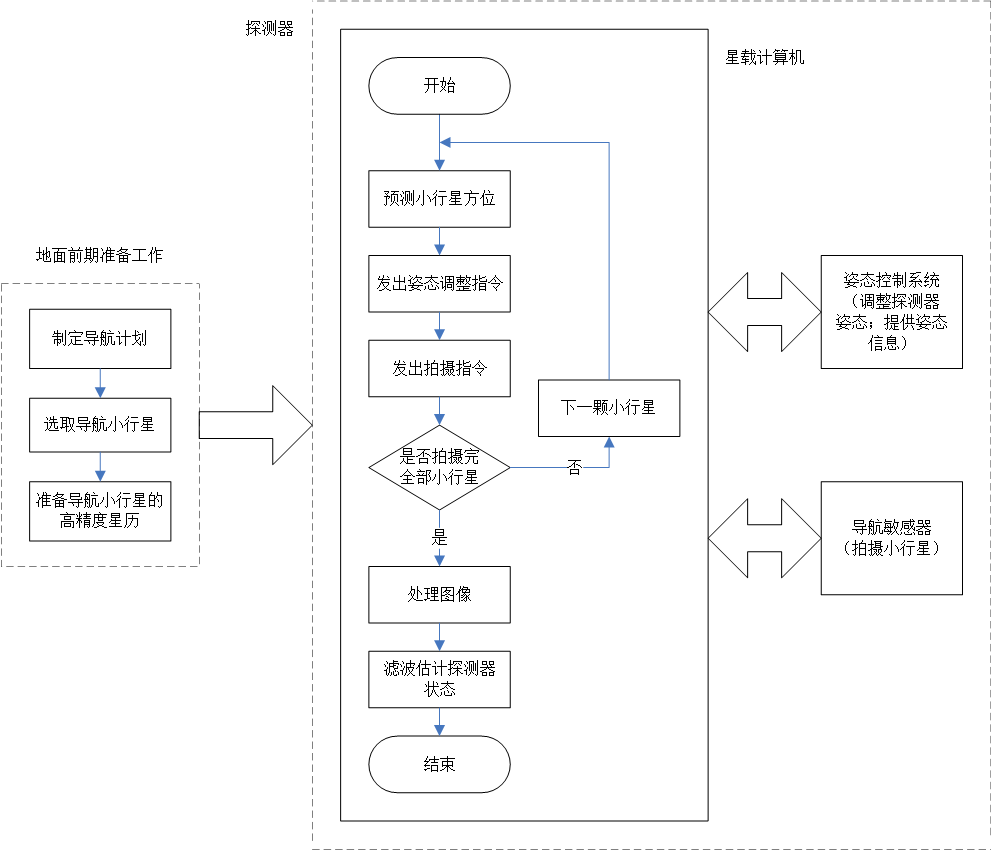 探测器
星载计算机
开始
预测小行星方位
发出姿态调整指令
发出拍摄指令
是否拍摄完
全部小行星
否
下一颗小行星
是
处理图像
滤波估计探测器
状态
结束
地面前期准备工作
制定导航计划
选取导航小行星
准备导航小行星的
高精度星历
姿态控制系统
（调整探测器
姿态；提供姿态
信息）
导航敏感器
（拍摄小行星）